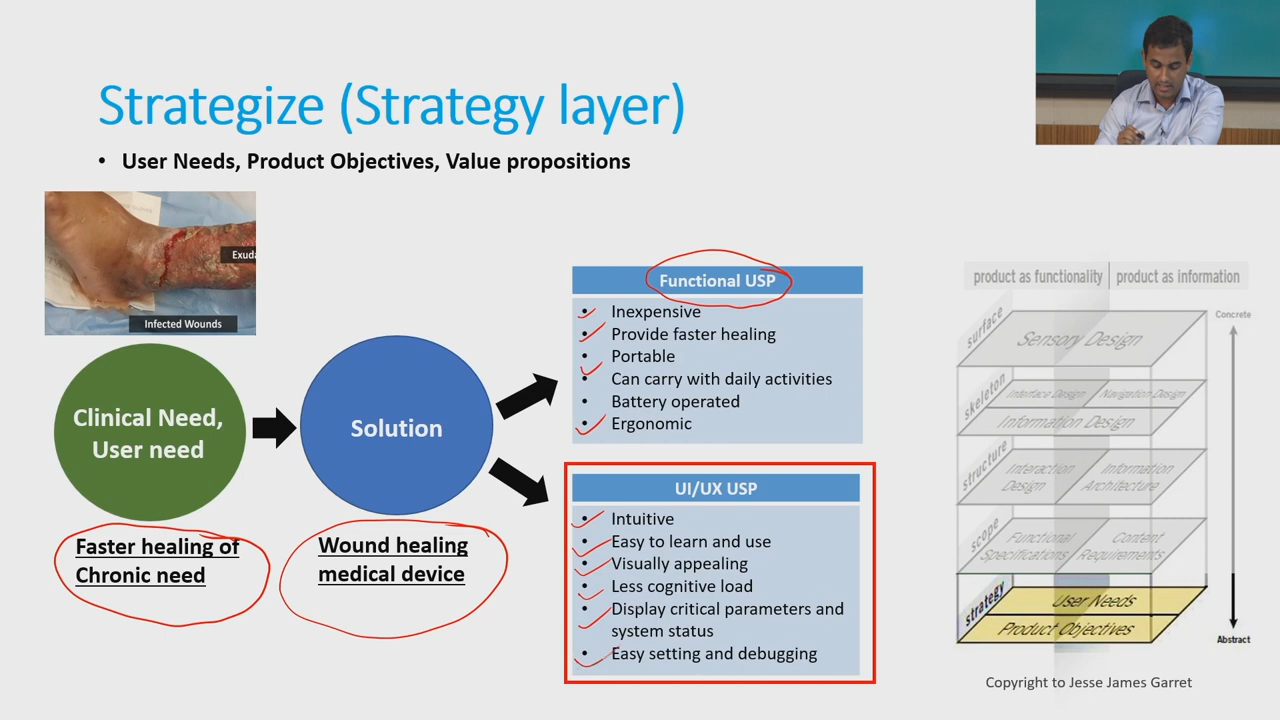 Strategize (Strategy layer)
• User Needs, Product Objectives, Value propositions
Exuda
Infected Wounds
Clinical Need,
User need
Faster healing of
Chronic need
Solution
Wound healing
medical device
Functional USP
• Inexpensive
• Provide faster healing
• Portable
• Can carry with daily activities
• Battery operated
• Ergonomic
UI/UX USP
• Intuitive
• Easy to learn and use
• Visually appealing
• Less cognitive load
• Display critical parameters and
system status
• Easy setting and debugging
product as functionality product as information
Concrete
surface
Sensory Design
skeleton
Interface Design Navigation Design
Information Design
structure
Interaction Design
Information Architecture
scope
Functional Specifications
Content Requirements
strategy
User Needs
Product Objectives
Abstract
Copyright to Jesse James Garret